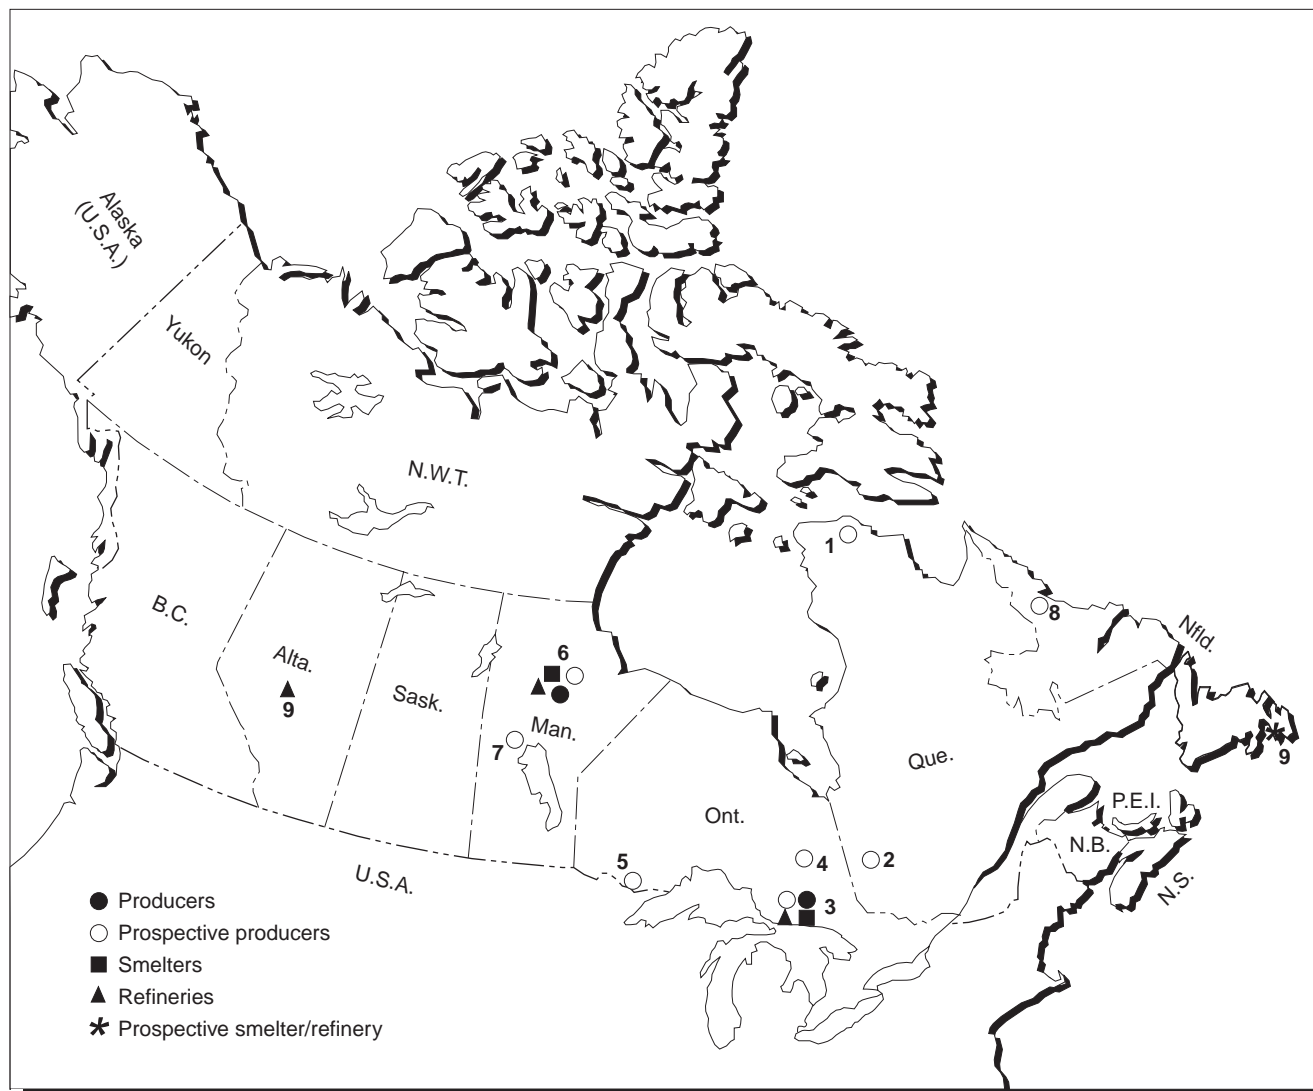 Alaska
(U.S.A.)
Yukon
N.W.T.
1
B.C.
8
Nfld.
Alta.
6
9
Sask.
Man.
7
Que.
9
P.E.I.
Ont.
N.B.
5
4
2
U.S.A.
N.S.
3
Producers
Prospective producers
Smelters
Refineries
Prospective smelter/refinery